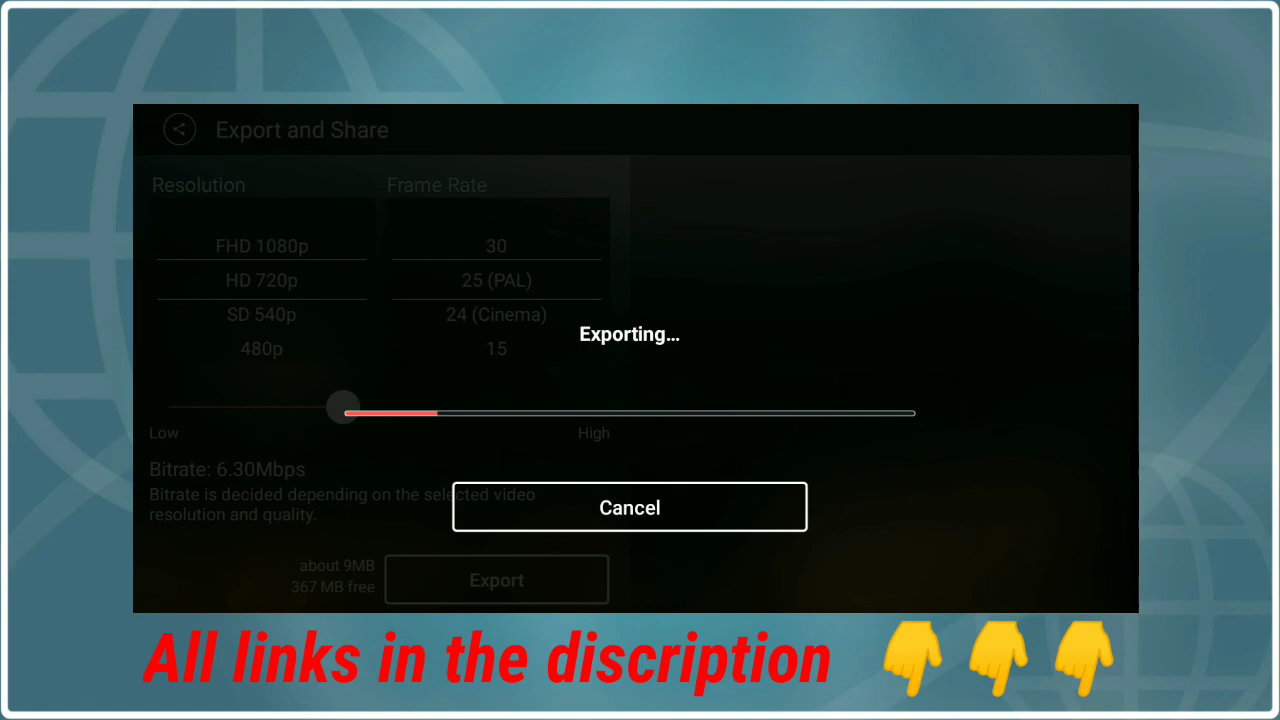 Export and Share
Resolution
Frame Rate
FHD 1080p
30
HD 720p
25 (PAL)
SD 540p
24 (Cinema)
480p
15
Exporting...
Low
High
Bitrate: 6.30Mbps
Bitrate is decided depending on the selected video
resolution and quality.
Cancel
about 9MB
367 MB free
Export
All links in the discription 👇👇👇